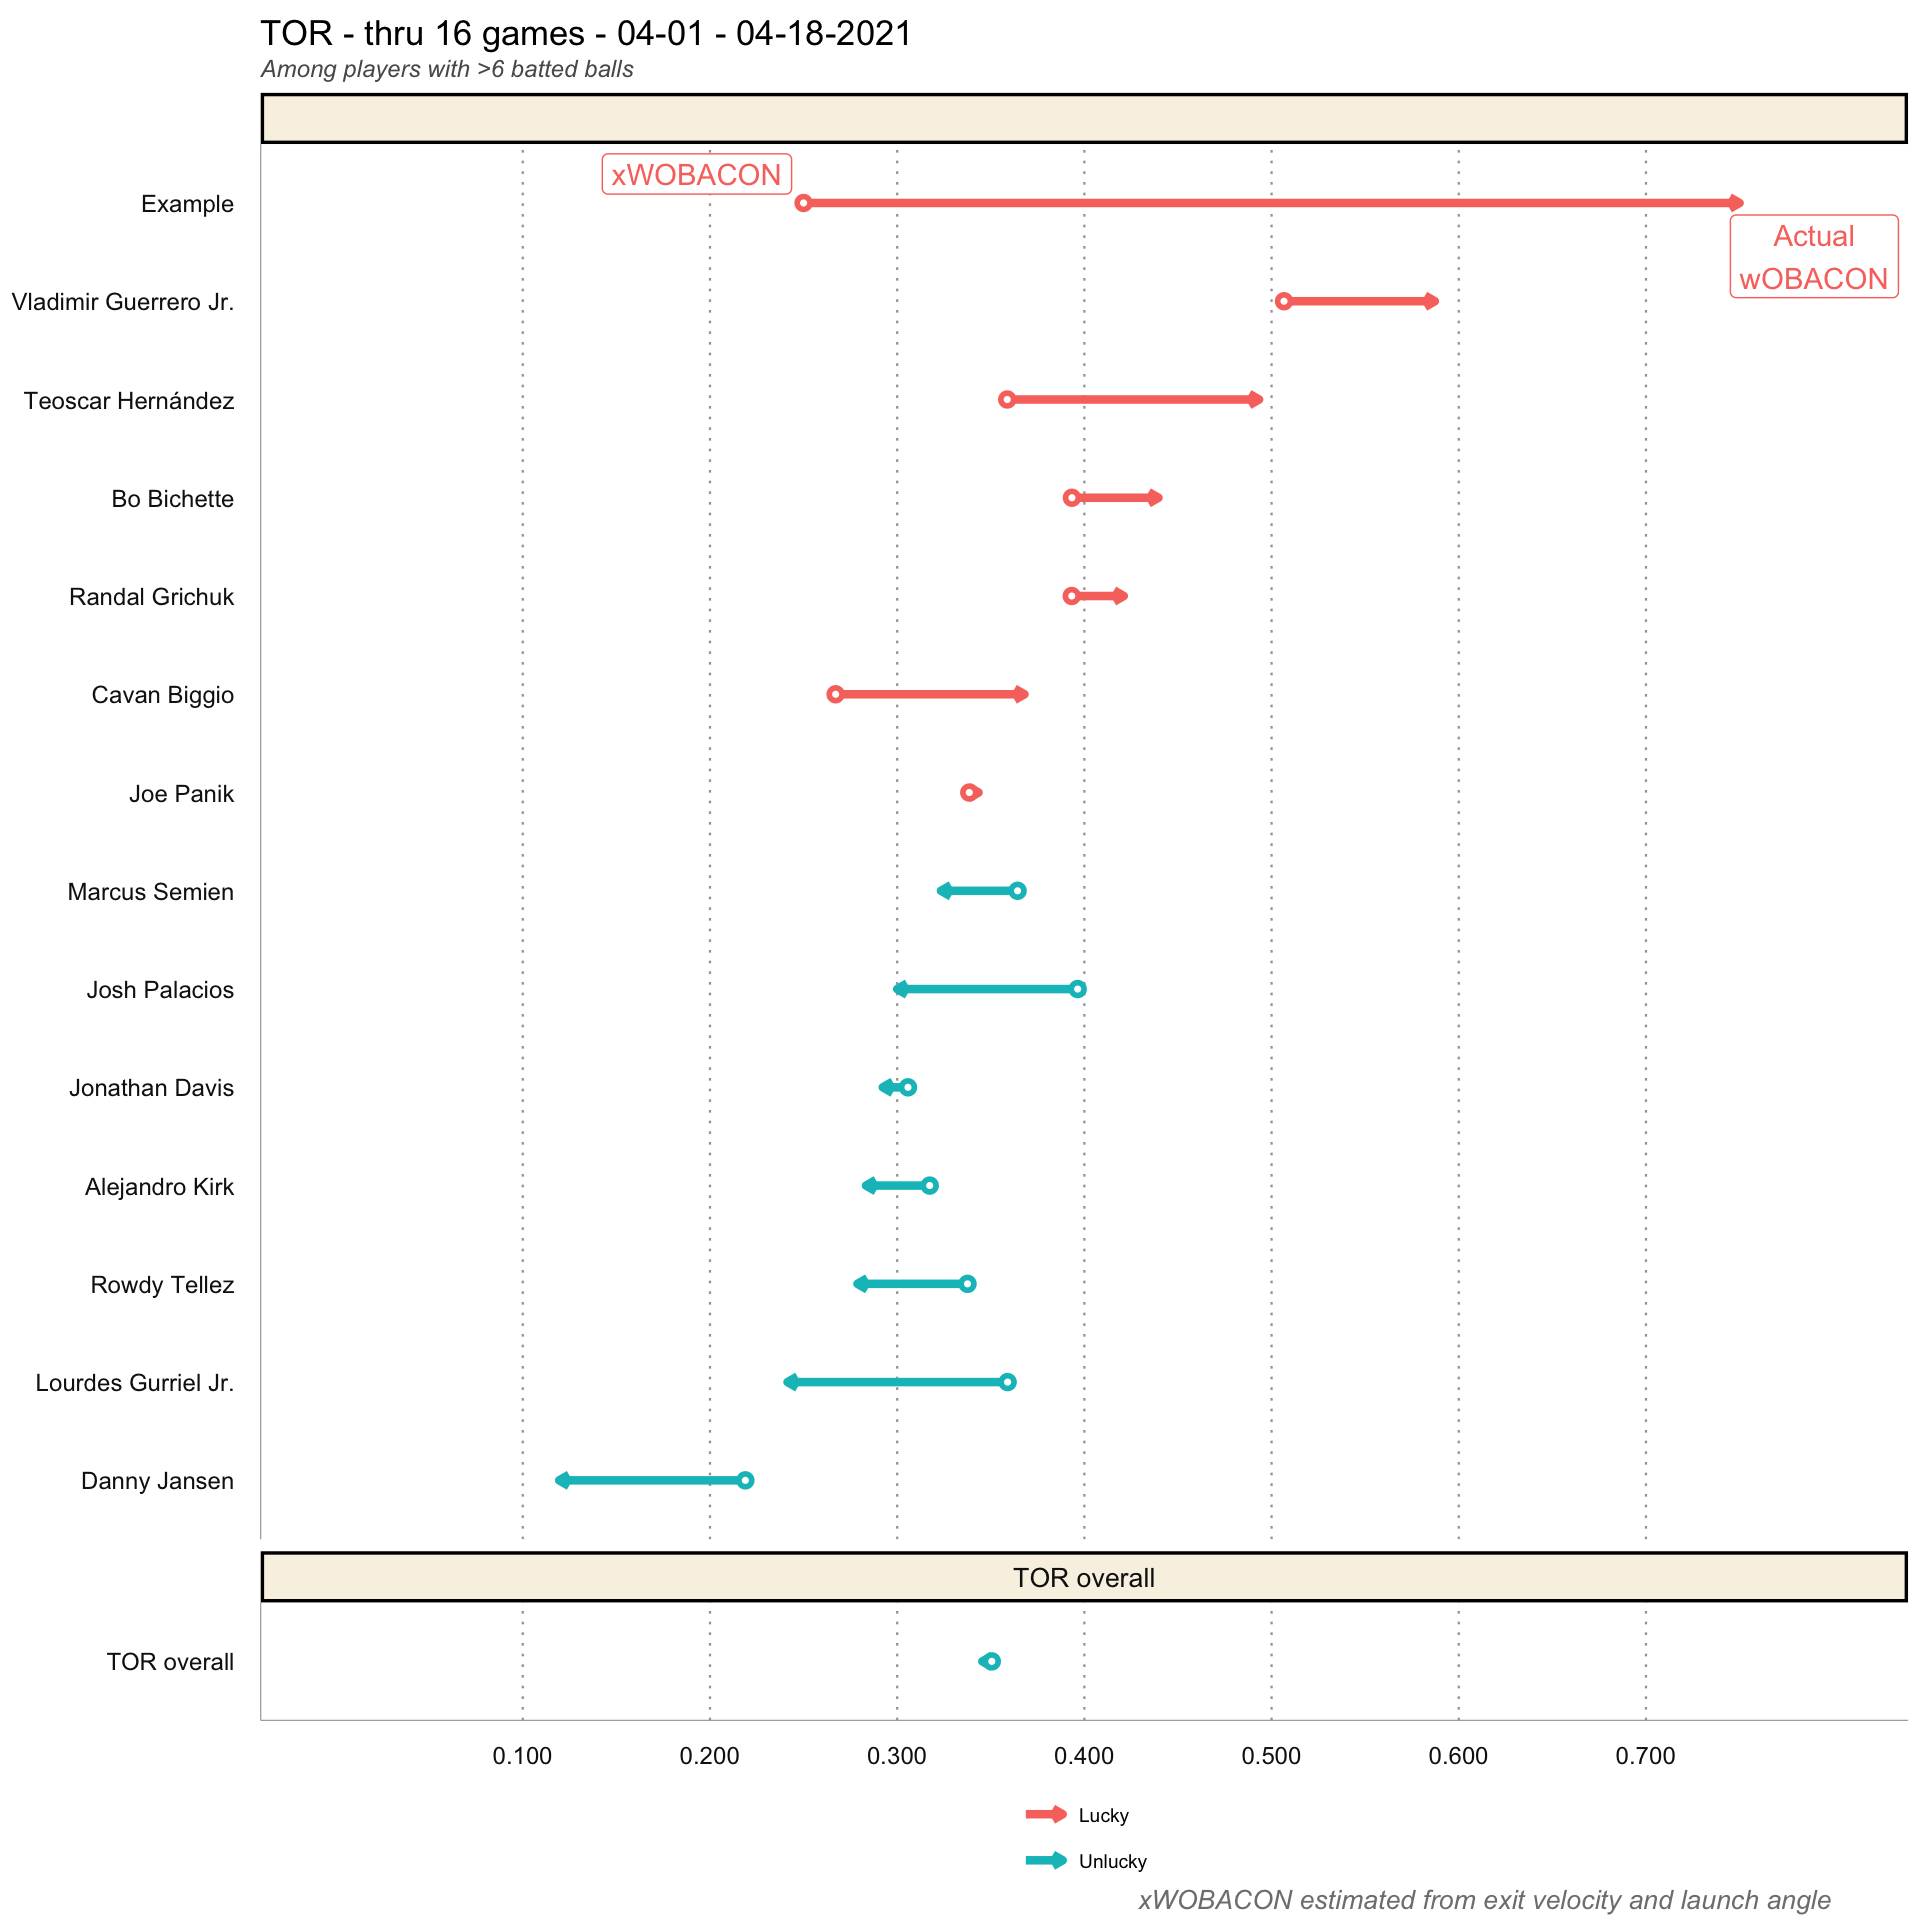 TOR - thru 16 games - 04-01 - 04-18-2021
Among players with >6 batted balls
xWOBACON
Example
Actual
wOBACON
Vladimir Guerrero Jr.
Teoscar Hernández
Bo Bichette
Randal Grichuk
Cavan Biggio
Joe Panik
Marcus Semien
Josh Palacios
Jonathan Davis
Alejandro Kirk
Rowdy Tellez
Lourdes Gurriel Jr.
Danny Jansen
TOR overall
TOR overall
0.100 0.200 0.300 0.400 0.500 0.600 0.700
Lucky
Unlucky
xWOBACON estimated from exit velocity and launch angle